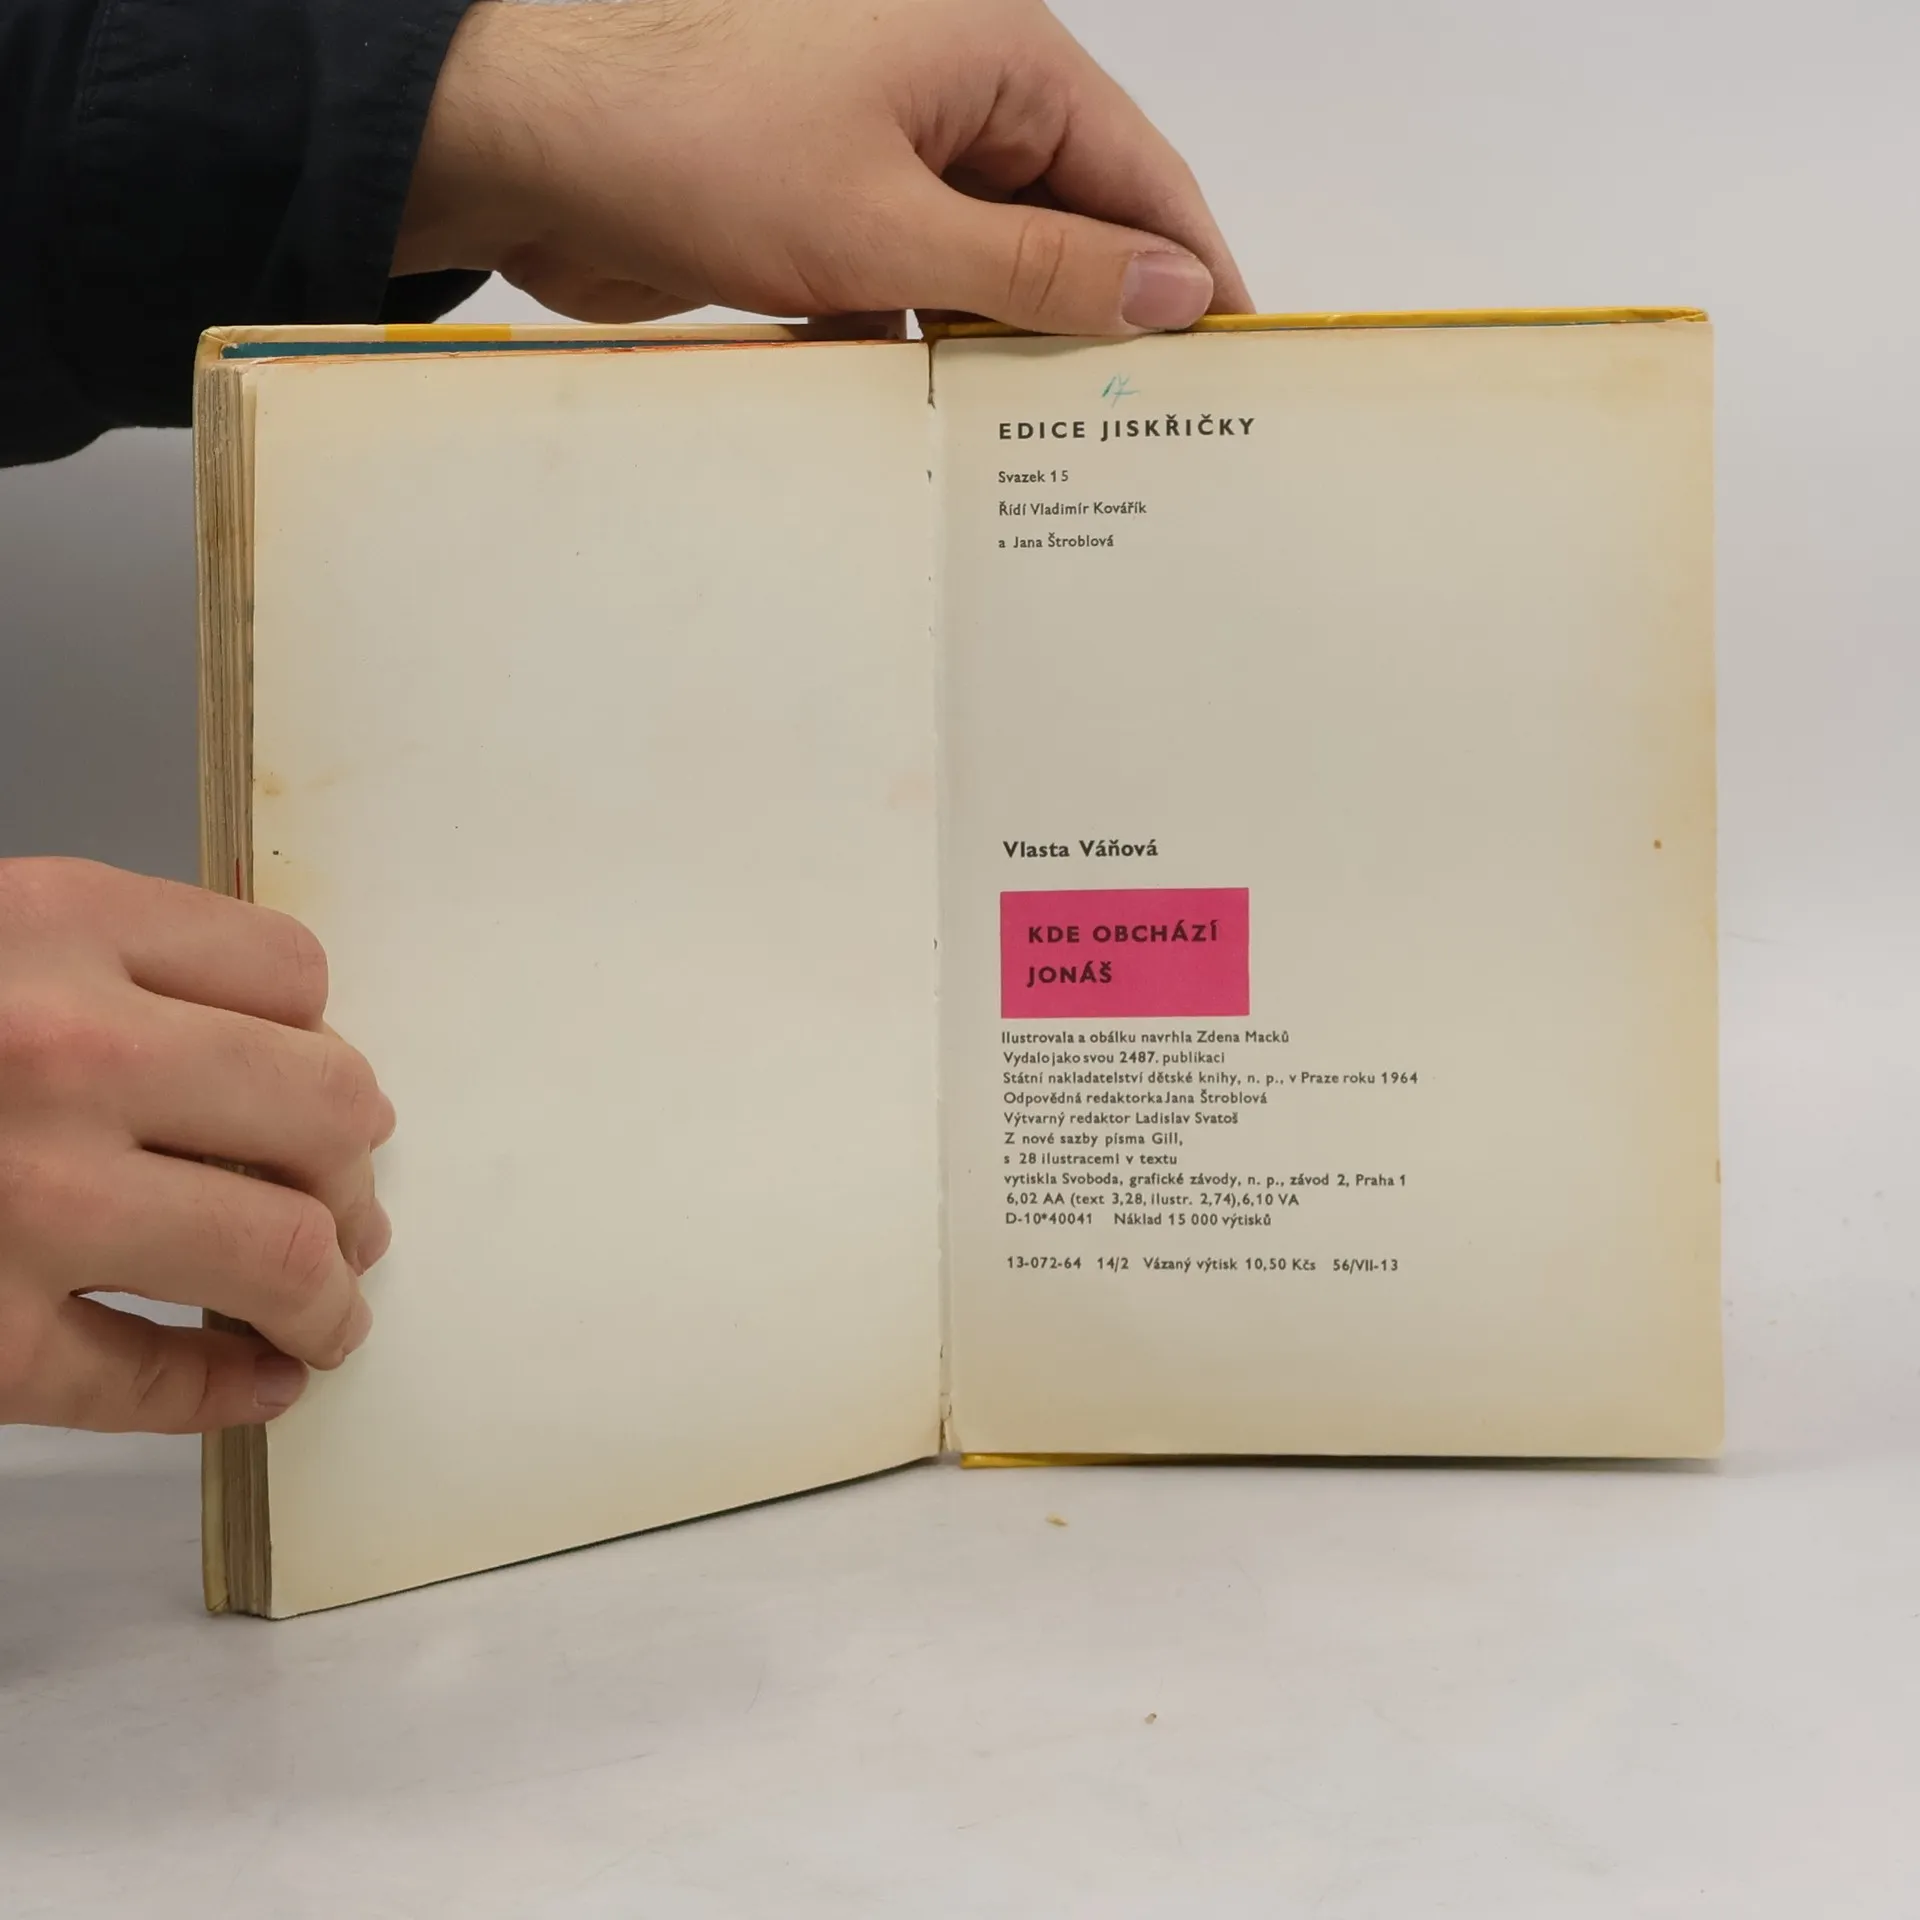 17
EDICE JISKŘIČKY
Svazek 15
Řídí Vladimír Kovářík
a Jana Štroblová
Vlasta Váňová
KDE OBCHÁZÍ
JONÁŠ
Ilustrovala a obálku navrhla Zdena Macků
Vydalo jako svou 2487. publikaci
Státní nakladatelství dětské knihy, n. p., v Praze roku 1964
Odpovědná redaktorka Jana Štroblová
Výtvarný redaktor Ladislav Svatoš
Z nové sazby písma Gill,
s 28 ilustracemi v textu
vytiskla Svoboda, grafické závody, n. p., závod 2, Praha 1
6,02 AA (text 3,28, ilustr. 2,74), 6,10 VA
D-10*40041 Náklad 15 000 výtisků
13-072-64 14/2 Vázaný výtisk 10,50 Kčs 56/VII-13